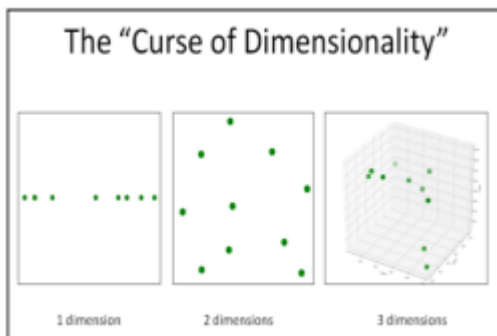 The “Curse of Dimensionality”
1 dimension
2 dimensions
3 dimensions